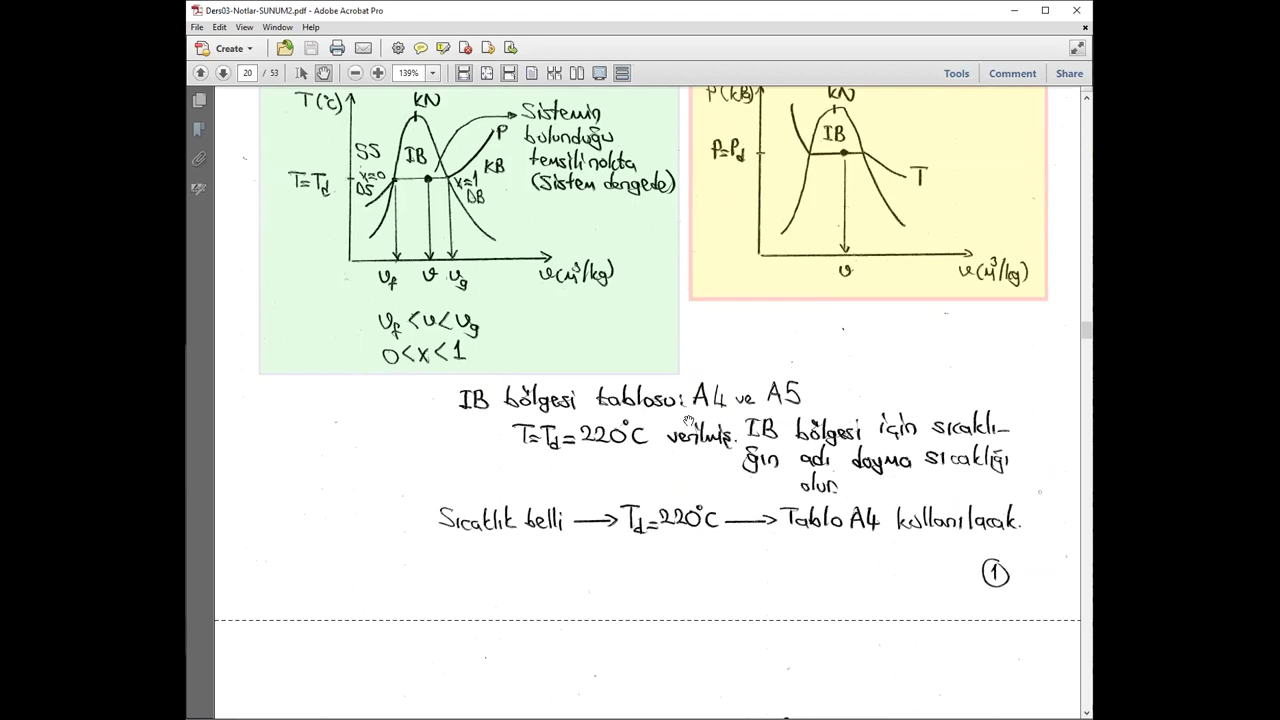 Ders03-Notlar-SUNUM2.pdf - Adobe Acrobat Pro
File Edit View Window Help
Create
20 / 53
139%
Tools Comment Share
T(°C)
KN
Sistemin
bulunduğu
temsili nokta
(Sistem dengede)
P
SS
IB
KB
x=0
x=1
T=Td
DS
DB
vf v vg
v(m³/kg)
vf < v < vg
0 < x < 1
P(kPa)
KN
IB
P=Pd
T
v
v(m³/kg)
IB bölgesi tablosu: A4 ve A5
T=Td=220°C verilmiş. IB bölgesi için sıcaklı-
ğın adı doyma sıcaklığı
olur.
Sıcaklık belli → Td=220°C → Tablo A4 kullanılacak.
1